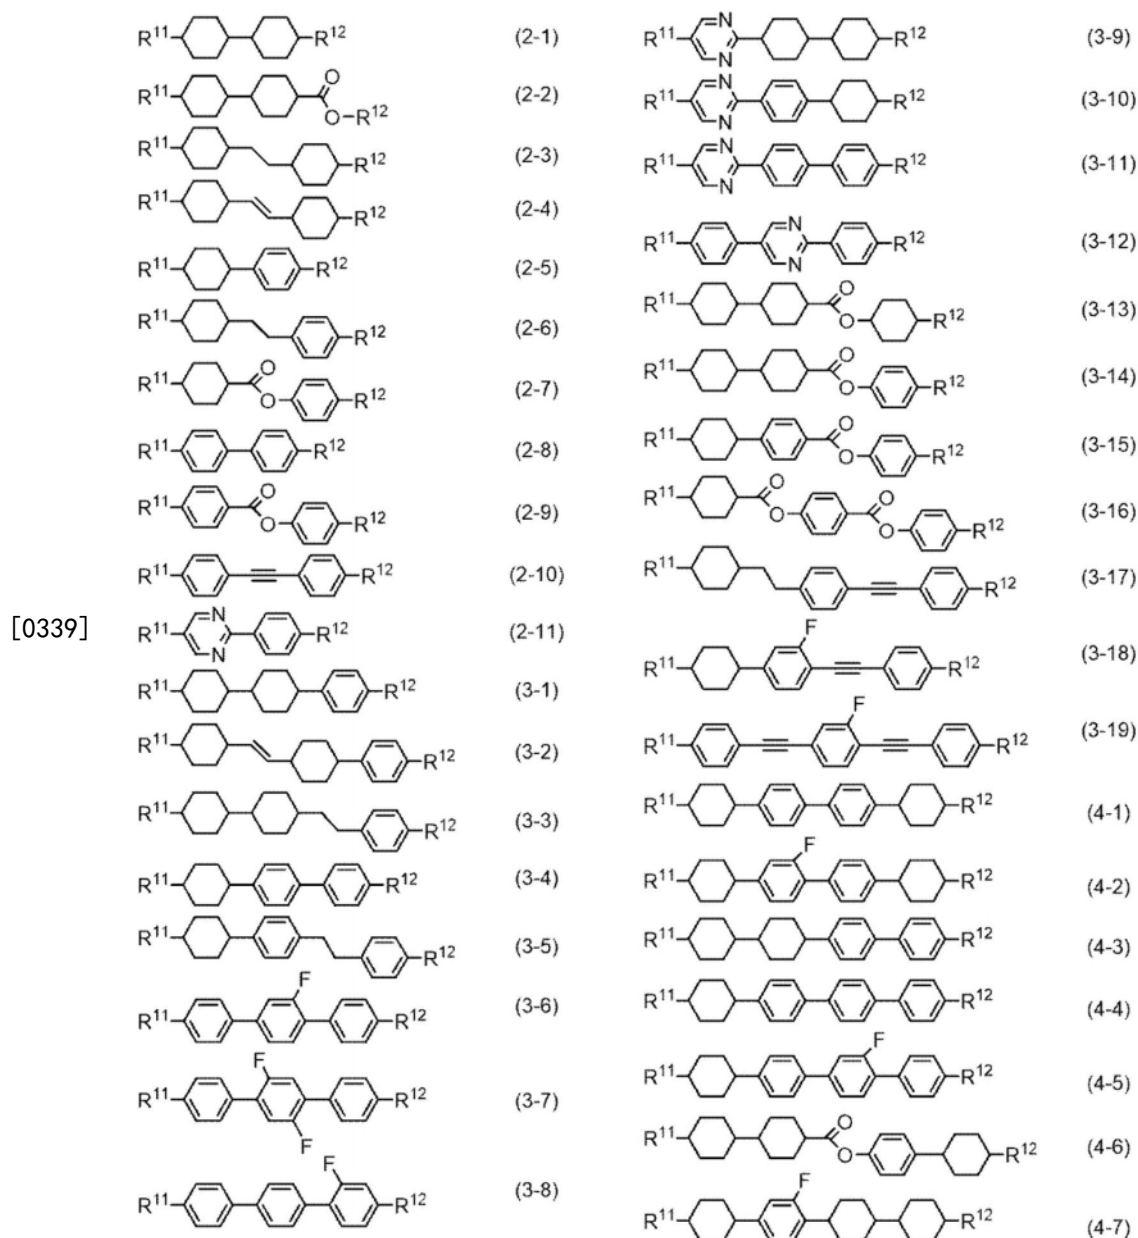 R¹¹ R¹² (2-1)
R¹¹ O O R¹² (2-2)
R¹¹ R¹² (2-3)
R¹¹ R¹² (2-4)
R¹¹ R¹² (2-5)
R¹¹ R¹² (2-6)
R¹¹ O O R¹² (2-7)
R¹¹ R¹² (2-8)
R¹¹ O O R¹² (2-9)
R¹¹ R¹² (2-10)
[0339] R¹¹ N N R¹² (2-11)
R¹¹ R¹² (3-1)
R¹¹ R¹² (3-2)
R¹¹ R¹² (3-3)
R¹¹ R¹² (3-4)
R¹¹ R¹² (3-5)
R¹¹ F R¹² (3-6)
R¹¹ F F R¹² (3-7)
R¹¹ F R¹² (3-8)
R¹¹ N N R¹² (3-9)
R¹¹ N N R¹² (3-10)
R¹¹ N N R¹² (3-11)
R¹¹ N N R¹² (3-12)
R¹¹ O O R¹² (3-13)
R¹¹ O O R¹² (3-14)
R¹¹ O O R¹² (3-15)
R¹¹ O O O O R¹² (3-16)
R¹¹ R¹² (3-17)
R¹¹ F R¹² (3-18)
R¹¹ F R¹² (3-19)
R¹¹ R¹² (4-1)
R¹¹ F R¹² (4-2)
R¹¹ R¹² (4-3)
R¹¹ R¹² (4-4)
R¹¹ F R¹² (4-5)
R¹¹ O O R¹² (4-6)
R¹¹ F R¹² (4-7)